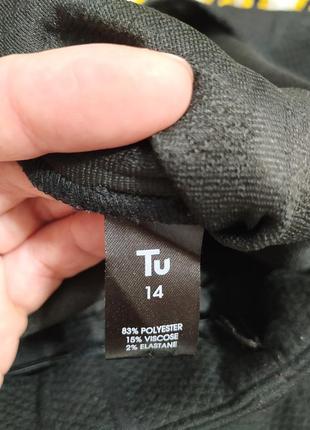 Tu
14
83% POLYESTER
15% VISCOSE
2% ELASTANE